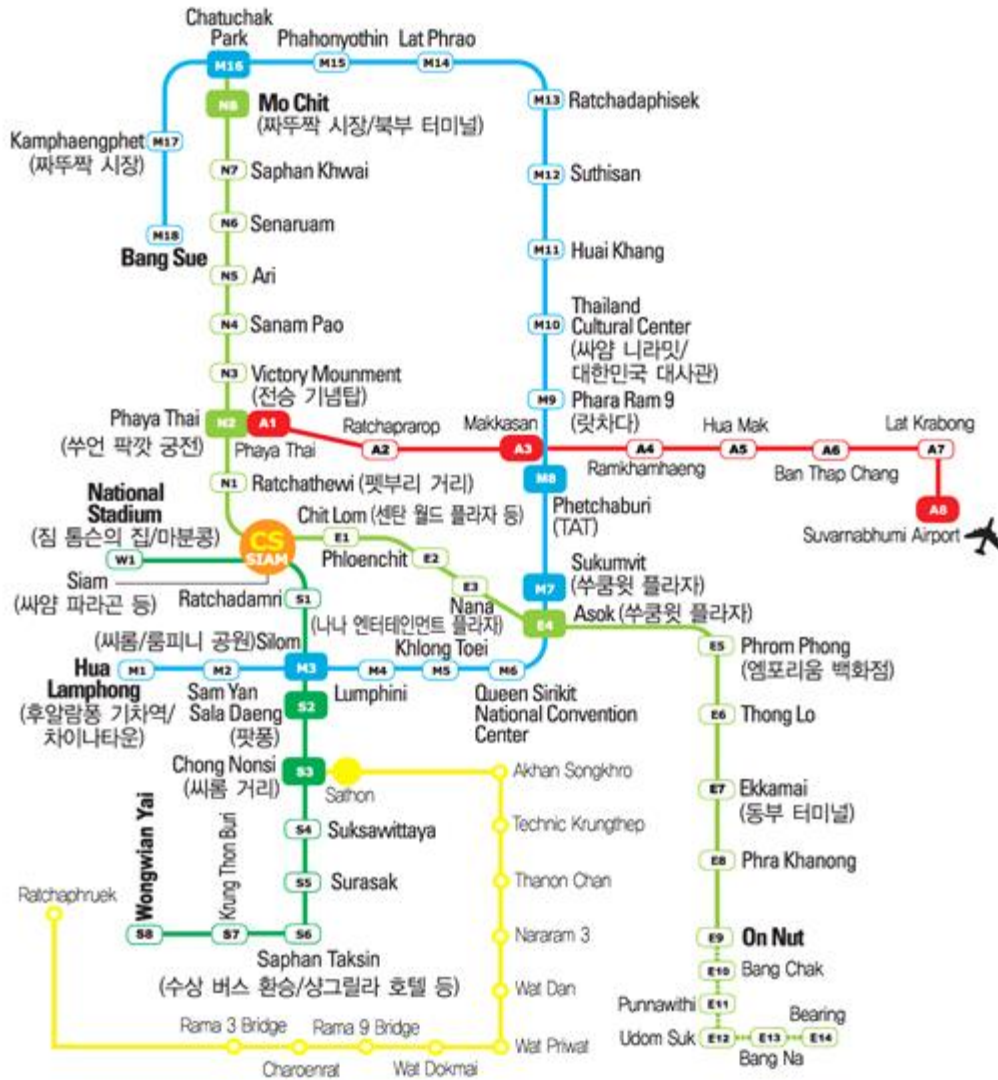 Chatuchak
Park
M16
Phahonyothin
M15
Lat Phrao
M14
M13 Ratchadaphisek
N8 Mo Chit
(짜뚜짝 시장/북부 터미널)
Kamphaengphet M17
(짜뚜짝 시장)
N7 Saphan Khwai
M12 Suthisan
N6 Senaruam
M18
Bang Sue
M11 Huai Khang
N5 Ari
N4 Sanam Pao
M10 Thailand
Cultural Center
(싸얌 니라밋/
대한민국 대사관)
N3 Victory Mounment
(전승 기념탑)
M9 Phara Ram 9
(랏차다)
Phaya Thai N2
(쑤언 팍깟 궁전)
A1
Phaya Thai
Ratchaprarop
A2
Makkasan
A3
A4
Ramkhamhaeng
Hua Mak
A5
A6
Ban Thap Chang
Lat Krabong
A7
A8
Suvarnabhumi Airport
M8
Phetchaburi
(TAT)
N1 Ratchathewi (펫부리 거리)
National
Stadium
(짐 톰슨의 집/마분콩)
W1
CS
SIAM
Siam
(싸얌 파라곤 등)
Chit Lom (센탄 월드 플라자 등)
E1
Phloenchit E2
E3
Nana
(나나 엔터테인먼트 플라자)
M7 Sukumvit
(쑤쿰윗 플라자)
E4 Asok (쑤쿰윗 플라자)
Ratchadamri S1
(씨롬/룸피니 공원)Silom
M3
Hua
Lamphong
(후알람퐁 기차역/
차이나타운)
M1
M2
Sam Yan
M4
Lumphini
Khlong Toei
M5
M6
Queen Sirikit
National Convention
Center
Sala Daeng S2
(팟퐁)
E5 Phrom Phong
(엠포리움 백화점)
E6 Thong Lo
Chong Nonsi S3
(씨롬 거리)
Sathon
Akhan Songkhro
E7 Ekkamai
(동부 터미널)
S4 Suksawittaya
Technic Krungthep
E8 Phra Khanong
S5 Surasak
Thanon Chan
Ratchaphruek
Wongwian Yai
S8
Krung Thon Buri
S7
S6
Saphan Taksin
(수상 버스 환승/샹그릴라 호텔 등)
Nararam 3
E9 On Nut
E10 Bang Chak
Wat Dan
Punnawithi E11
Rama 3 Bridge
Charoenrat
Rama 9 Bridge
Wat Dokmai
Wat Priwat
Udom Suk E12
E13
Bang Na
Bearing
E14